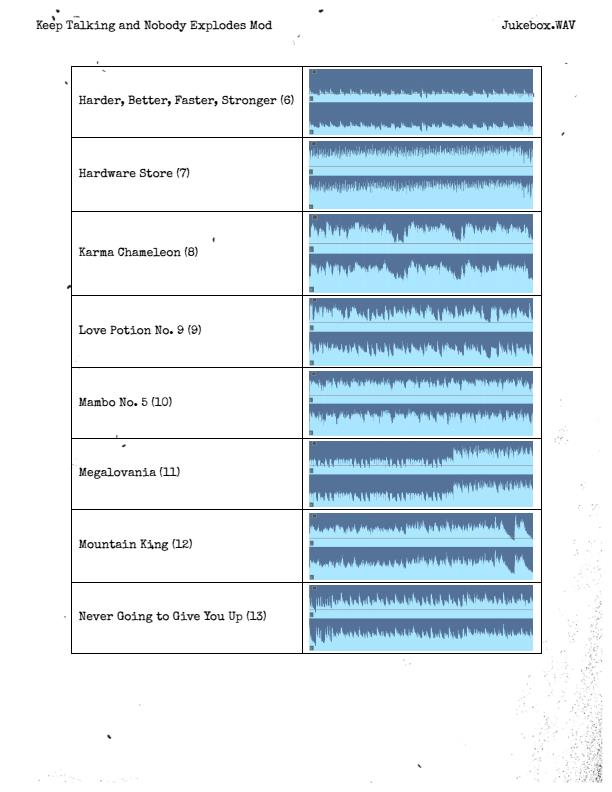 Keep Talking and Nobody Explodes Mod
Jukebox.WAV
Harder, Better, Faster, Stronger (6)
Hardware Store (7)
Karma Chameleon (8)
Love Potion No. 9 (9)
Mambo No. 5 (10)
Megalovania (11)
Mountain King (12)
Never Going to Give You Up (13)